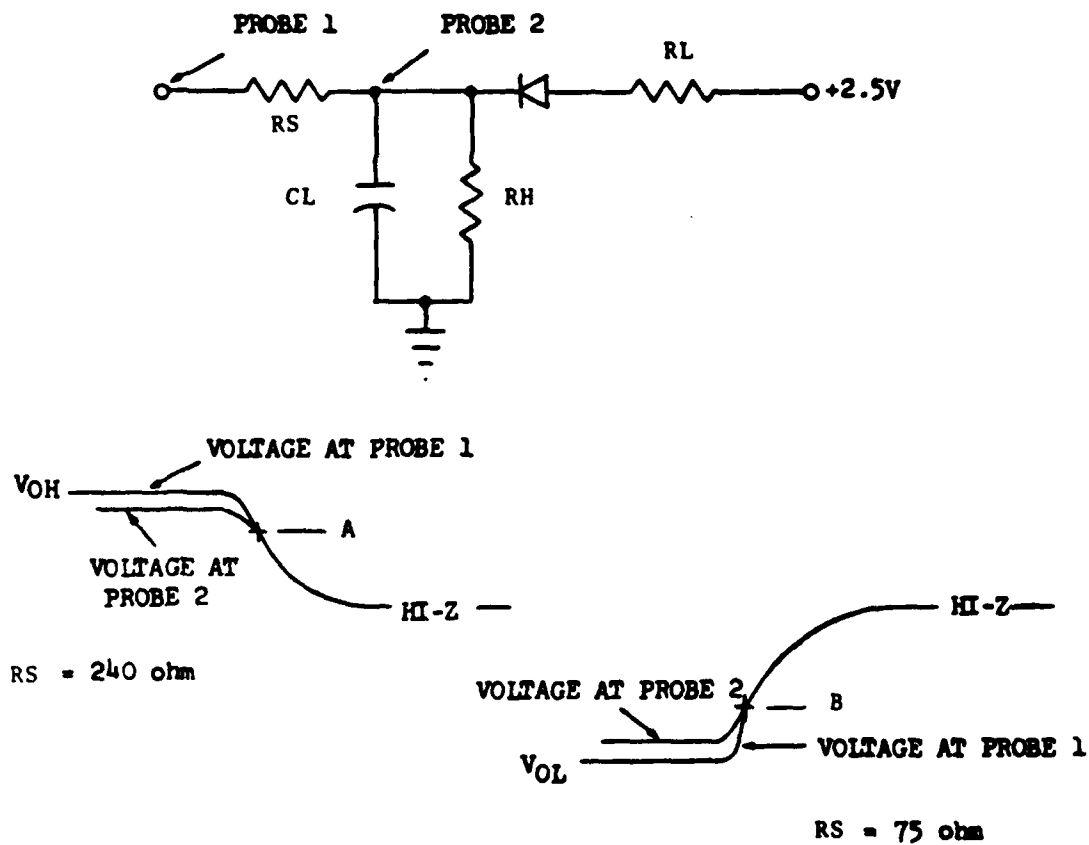 PROBE 1
PROBE 2
RL
+2.5V
RS
CL
RH
VOLTAGE AT PROBE 1
VOH
A
VOLTAGE AT
PROBE 2
HI-Z
RS = 240 ohm
HI-Z
VOLTAGE AT PROBE 2
B
VOLTAGE AT PROBE 1
VOL
RS = 75 ohm